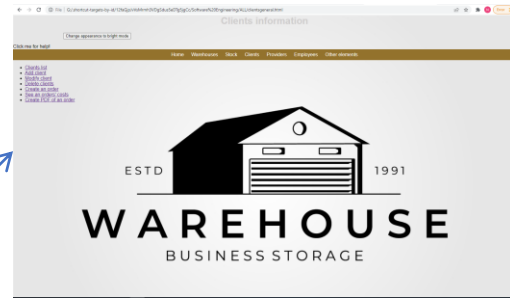 Clients information
Change appearance to bright mode
Click me for help!
Home Warehouses Stock Clients Providers Employees Other elements
Clients list
Add client
Modify client
Delete clients
Create an order
See an orders' costs
Create PDF of an order
ESTD 1991
WAREHOUSE
BUSINESS STORAGE